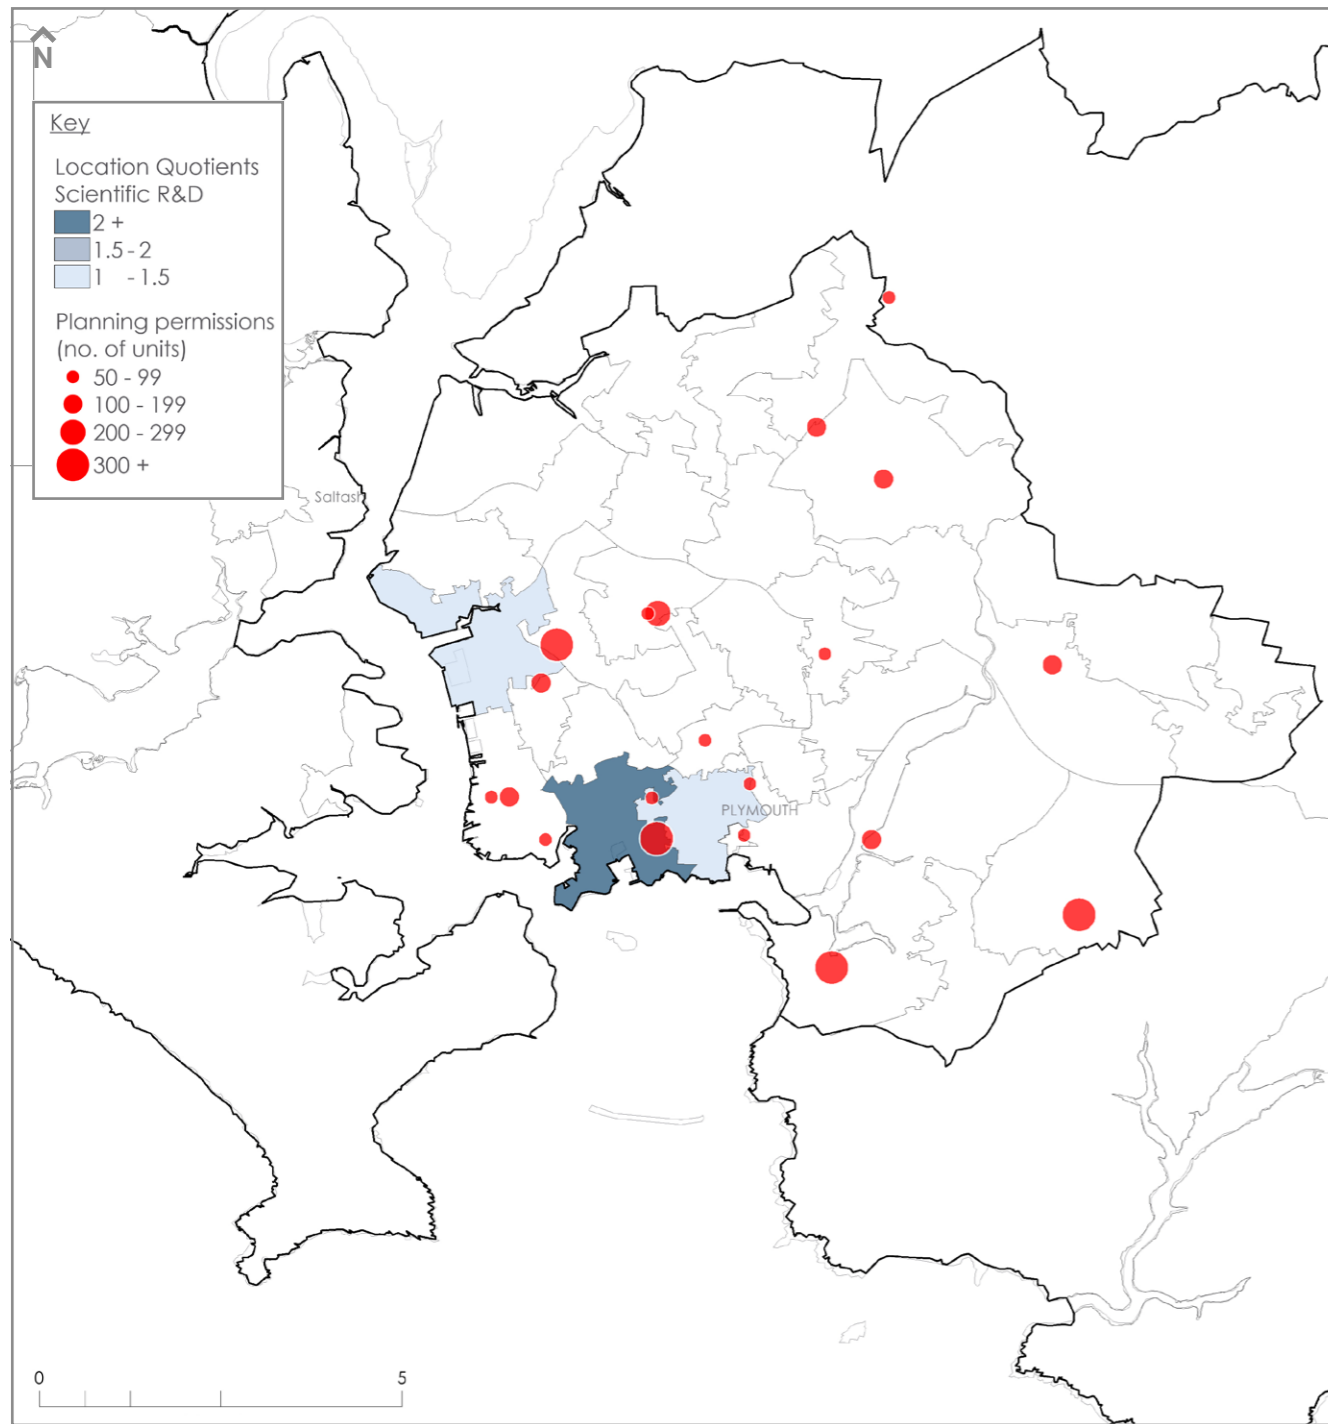 N
Key
Location Quotients
Scientific R&D
2 +
1.5 - 2
1 - 1.5
Planning permissions
(no. of units)
50 - 99
100 - 199
200 - 299
300 +
Saltash
PLYMOUTH
0 5